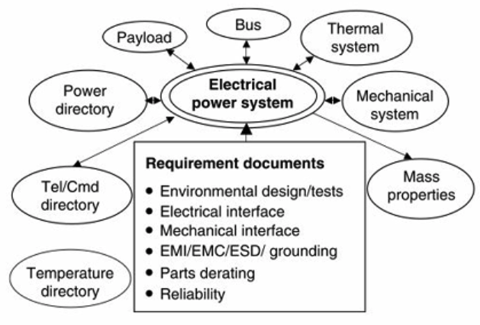 Payload
Bus
Thermal
system
Power
directory
Electrical
power system
Mechanical
system
Tel/Cmd
directory
Requirement documents
• Environmental design/tests
• Electrical interface
• Mechanical interface
• EMI/EMC/ESD/ grounding
• Parts derating
• Reliability
Mass
properties
Temperature
directory